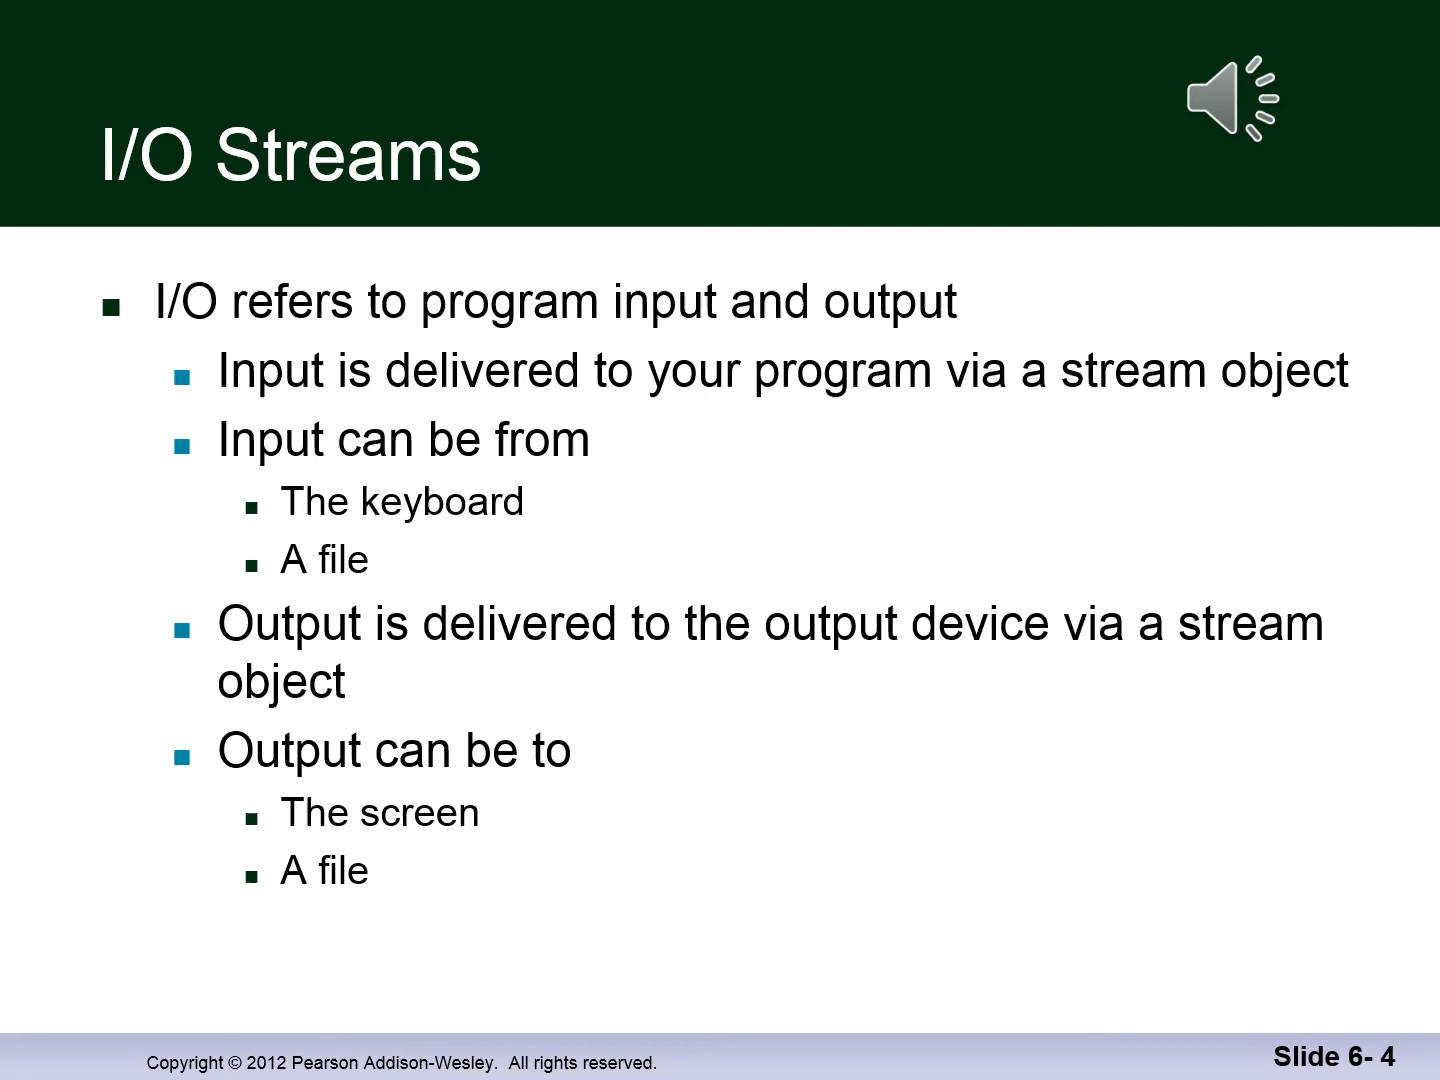 I/O Streams
I/O refers to program input and output
Input is delivered to your program via a stream object
Input can be from
The keyboard
A file
Output is delivered to the output device via a stream
object
Output can be to
The screen
A file
Copyright © 2012 Pearson Addison-Wesley. All rights reserved.
Slide 6- 4